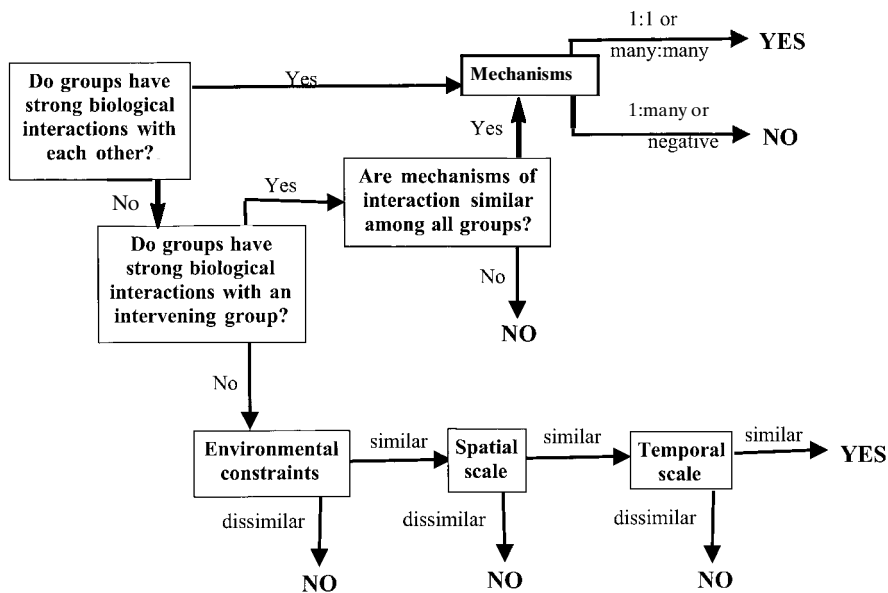 1:1 or
many:many
YES
Mechanisms
Yes
Do groups have
strong biological
interactions with
each other?
1:many or
negative
NO
Yes
Are mechanisms of
interaction similar
among all groups?
Yes
No
Do groups have
strong biological
interactions with an
intervening group?
No
NO
No
Environmental
constraints
similar
Spatial
scale
similar
Temporal
scale
similar
YES
dissimilar
dissimilar
dissimilar
NO
NO
NO